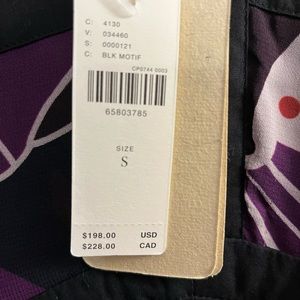 C: 4130
V: 034460
S: 0000121
C: BLK MOTIF
CP0744 0003
65803785
SIZE
S
$198.00 USD
$228.00 CAD